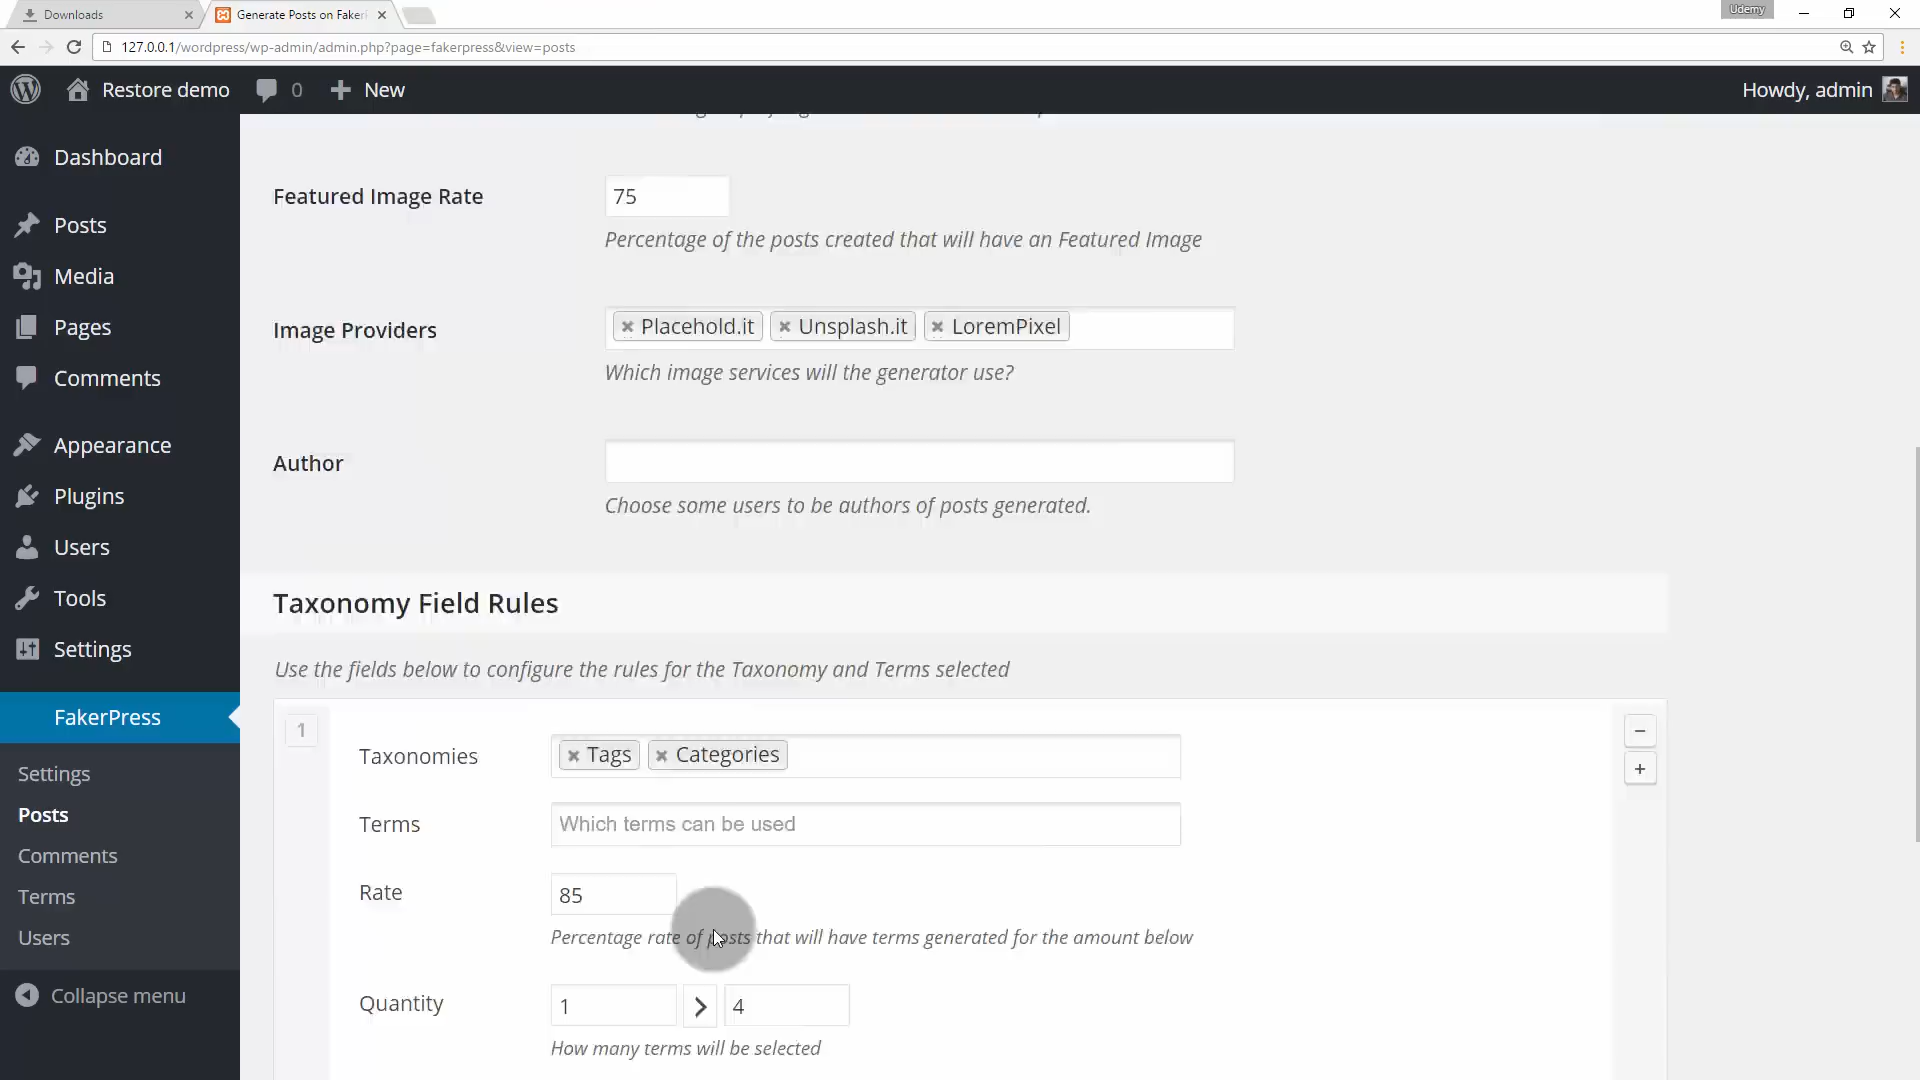 Downloads
Generate Posts on Faker
Udemy
127.0.0.1/wordpress/wp-admin/admin.php?page=fakerpress&view=posts
Restore demo
0
New
Howdy, admin
Dashboard
Posts
Media
Pages
Comments
Appearance
Plugins
Users
Tools
Settings
FakerPress
Settings
Posts
Comments
Terms
Users
Collapse menu
Featured Image Rate
75
Percentage of the posts created that will have an Featured Image
Image Providers
Placehold.it
Unsplash.it
LoremPixel
Which image services will the generator use?
Author
Choose some users to be authors of posts generated.
Taxonomy Field Rules
Use the fields below to configure the rules for the Taxonomy and Terms selected
1
Taxonomies
Tags
Categories
Terms
Which terms can be used
Rate
85
Percentage rate of posts that will have terms generated for the amount below
Quantity
1
4
How many terms will be selected